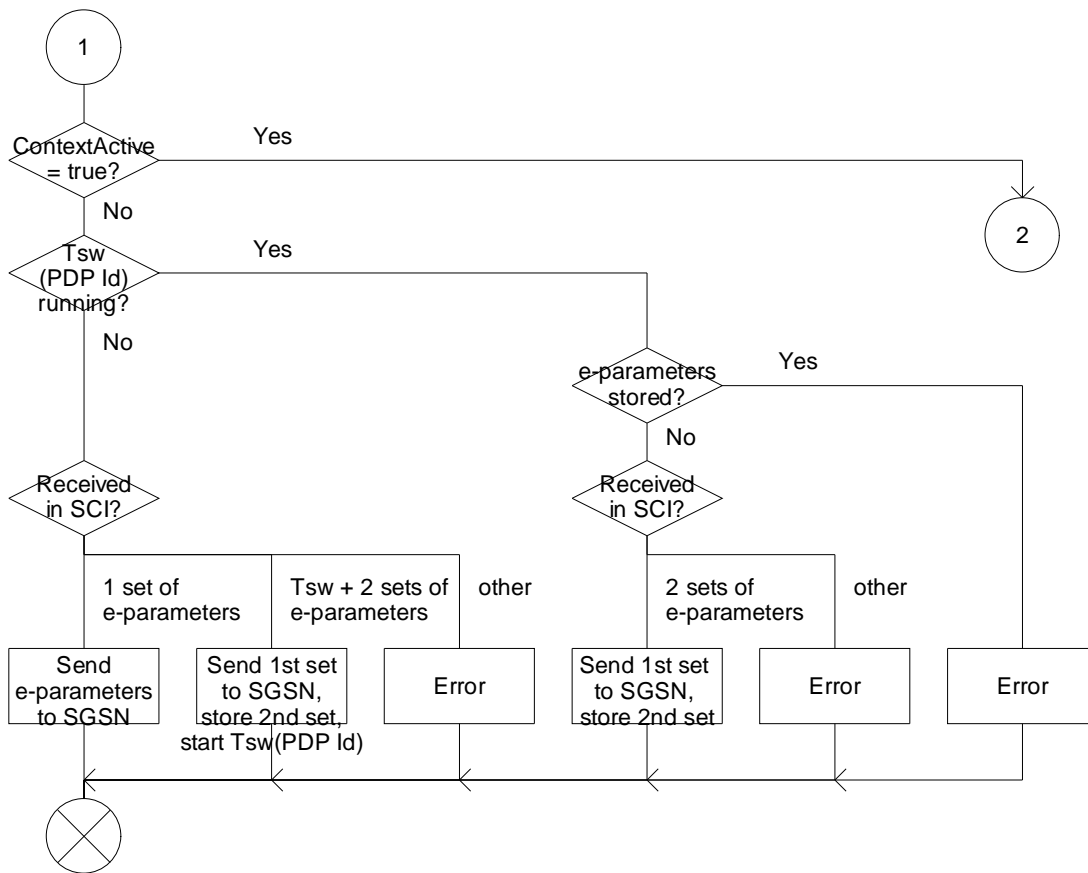 1
ContextActive
= true?
Yes
No
2
Tsw
(PDP Id)
running?
Yes
No
e-parameters
stored?
Yes
No
Received
in SCI?
Received
in SCI?
1 set of
e-parameters
Tsw + 2 sets of
e-parameters
other
2 sets of
e-parameters
other
Send
e-parameters
to SGSN
Send 1st set
to SGSN,
store 2nd set,
start Tsw(PDP Id)
Error
Send 1st set
to SGSN,
store 2nd set
Error
Error